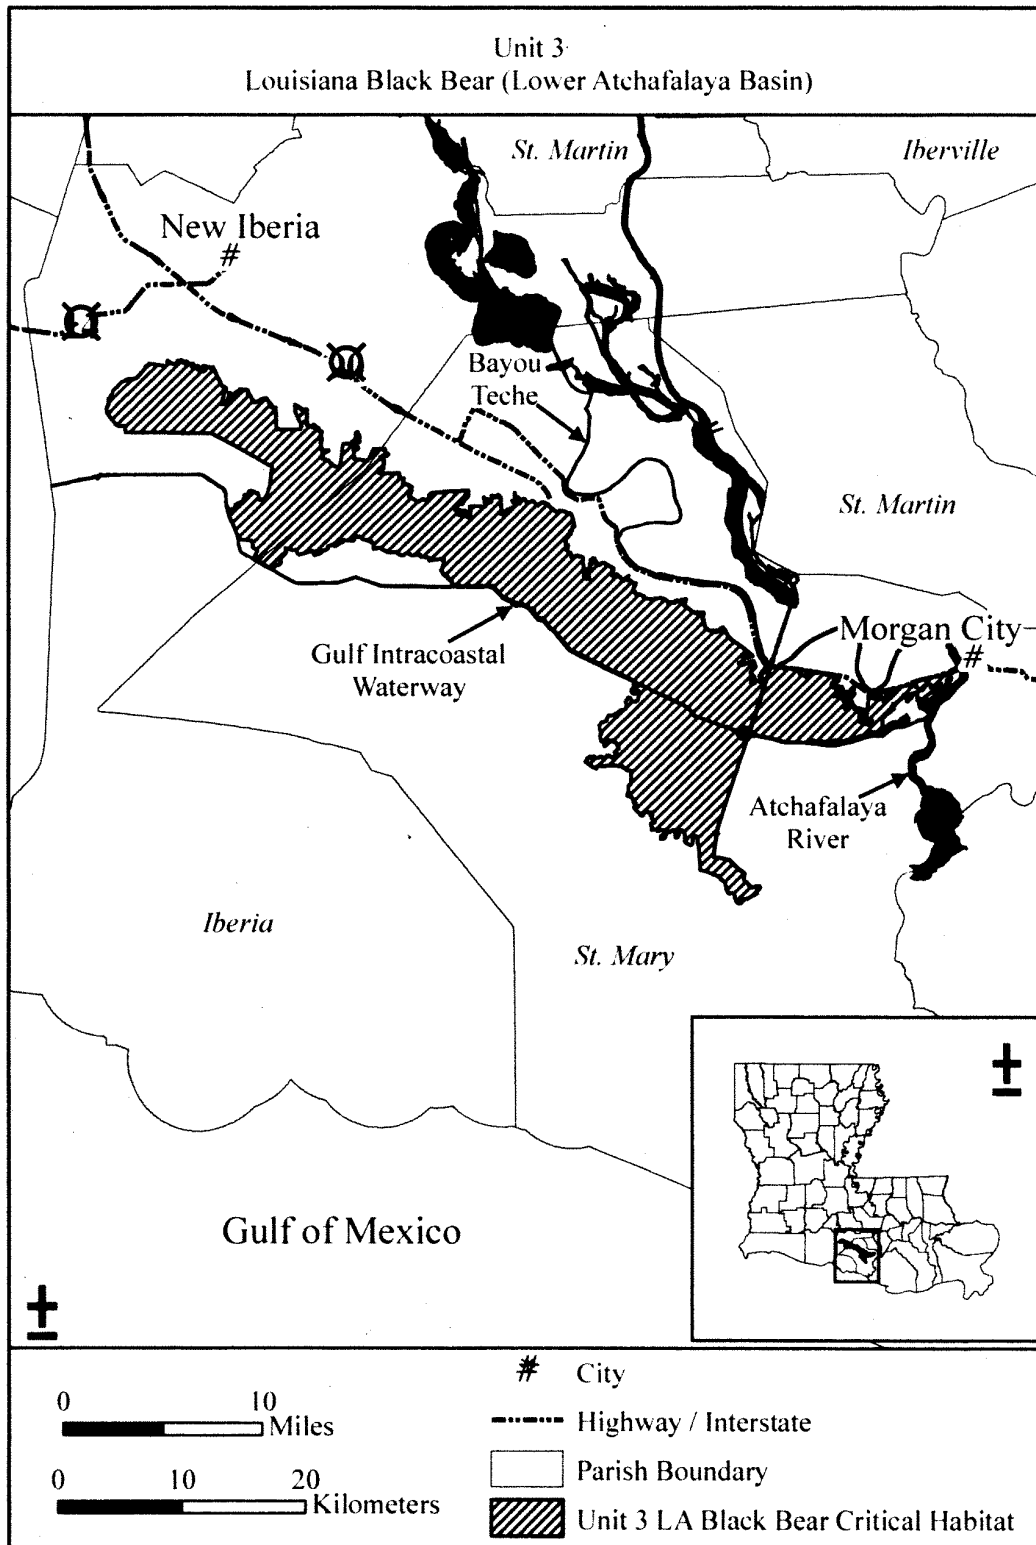 Unit 3
Louisiana Black Bear (Lower Atchafalaya Basin)
St. Martin
Iberville
New Iberia
#
Bayou
Teche
St. Martin
Morgan City
#
Gulf Intracoastal
Waterway
Atchafalaya
River
Iberia
St. Mary
Gulf of Mexico
0 10
Miles
0 10 20
Kilometers
# City
Highway / Interstate
Parish Boundary
Unit 3 LA Black Bear Critical Habitat